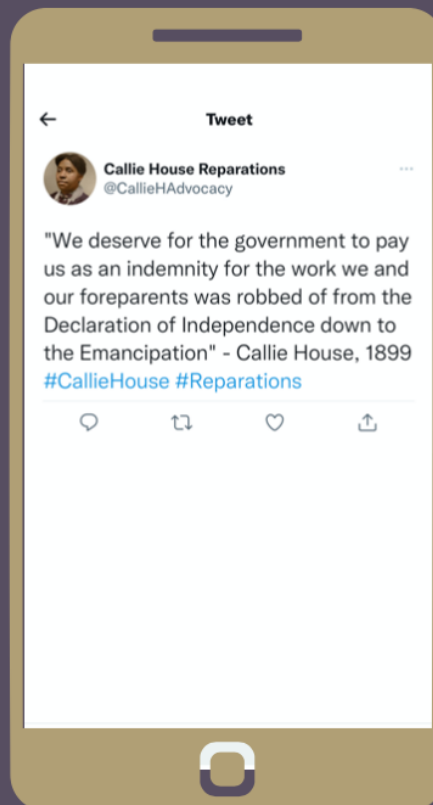 Tweet
Callie House Reparations
@CallieHAdvocacy
"We deserve for the government to pay
us as an indemnity for the work we and
our foreparents was robbed of from the
Declaration of Independence down to
the Emancipation" - Callie House, 1899
#CallieHouse #Reparations